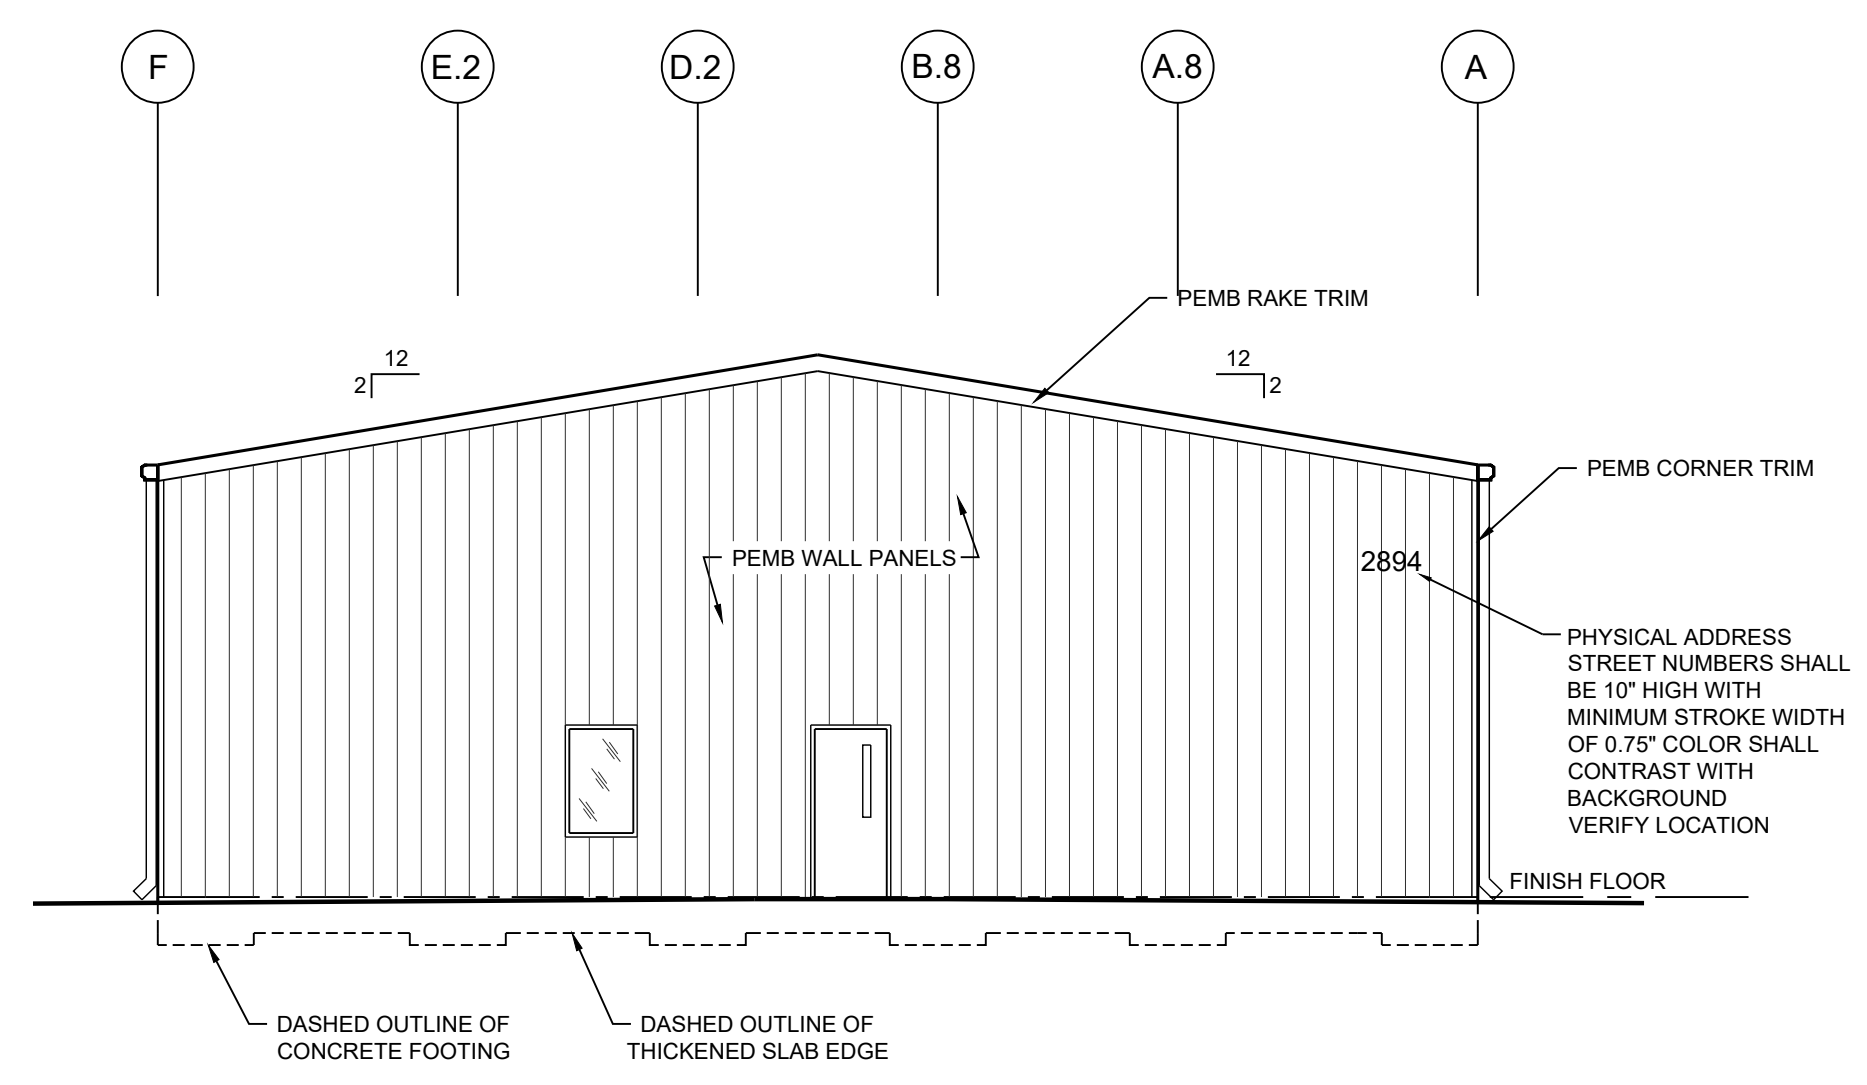 F
E.2
D.2
B.8
A.8
A
PEMB RAKE TRIM
12
2
12
2
PEMB CORNER TRIM
PEMB WALL PANELS
2894
PHYSICAL ADDRESS
STREET NUMBERS SHALL
BE 10" HIGH WITH
MINIMUM STROKE WIDTH
OF 0.75" COLOR SHALL
CONTRAST WITH
BACKGROUND
VERIFY LOCATION
FINISH FLOOR
DASHED OUTLINE OF
CONCRETE FOOTING
DASHED OUTLINE OF
THICKENED SLAB EDGE